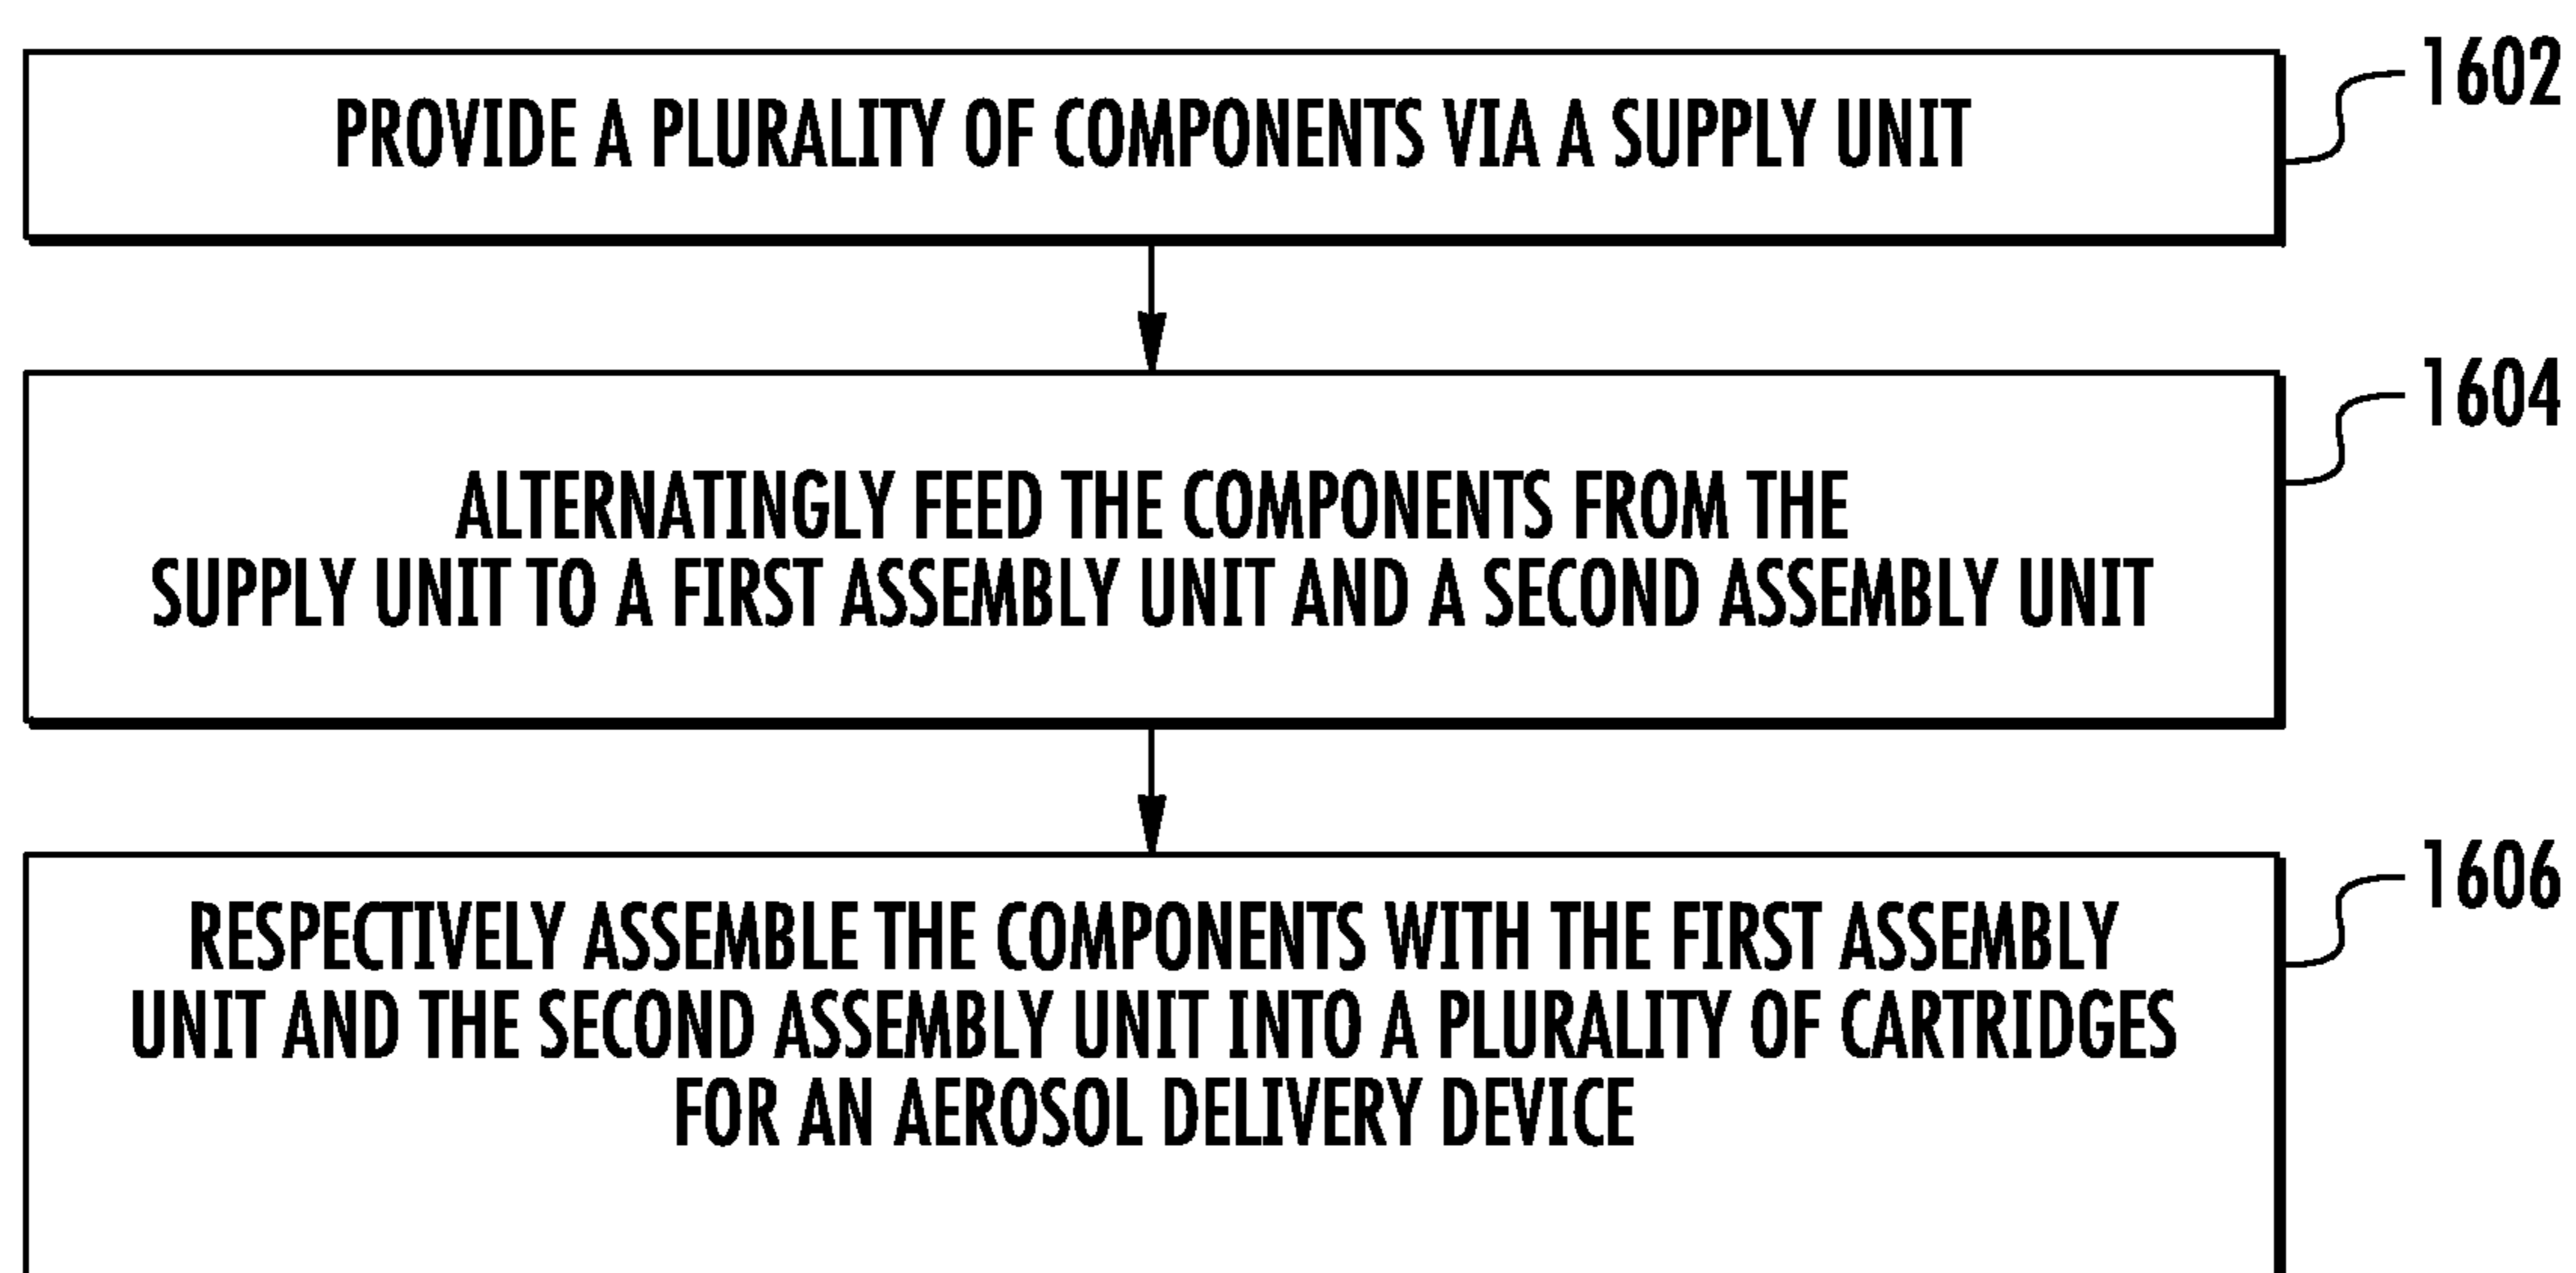 PROVIDE A PLURALITY OF COMPONENTS VIA A SUPPLY UNIT
1602
ALTERNATINGLY FEED THE COMPONENTS FROM THE
SUPPLY UNIT TO A FIRST ASSEMBLY UNIT AND A SECOND ASSEMBLY UNIT
1604
RESPECTIVELY ASSEMBLE THE COMPONENTS WITH THE FIRST ASSEMBLY
UNIT AND THE SECOND ASSEMBLY UNIT INTO A PLURALITY OF CARTRIDGES
FOR AN AEROSOL DELIVERY DEVICE
1606